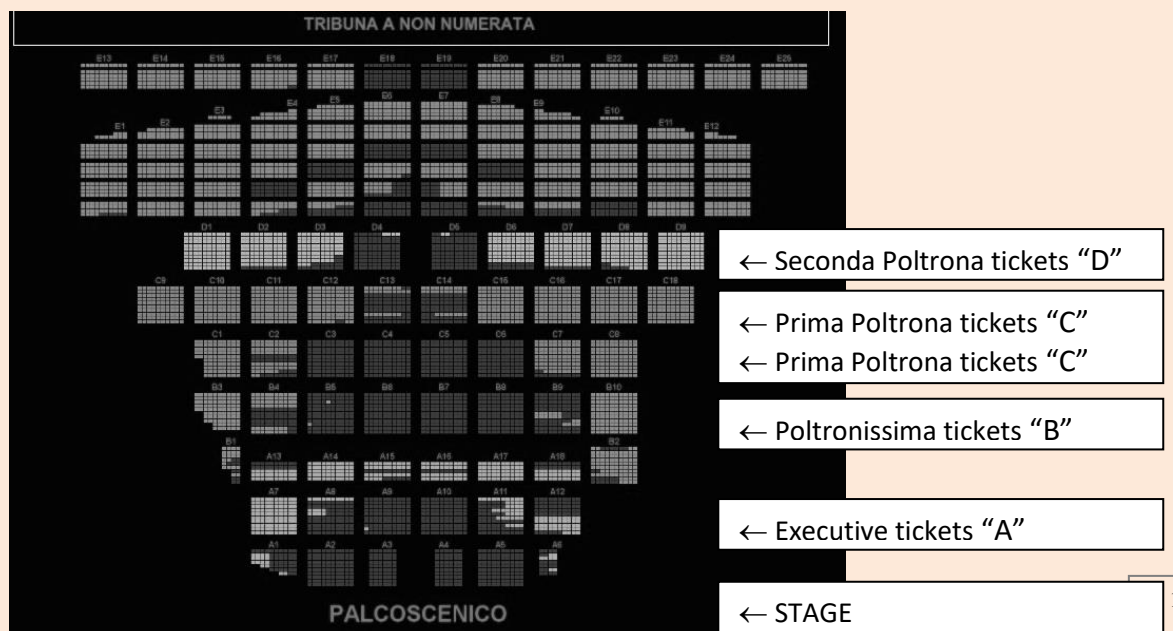 TRIBUNA A NON NUMERATA
E13 E14 E15 E16 E17 E18 E19 E20 E21 E22 E23 E24 E25
E1 E2 E3 E4 E5 E6 E7 E8 E9 E10 E11 E12
D1 D2 D3 D4 D5 D6 D7 D8 D9
← Seconda Poltrona tickets “D”
C9 C10 C11 C12 C13 C14 C15 C16 C17 C18
← Prima Poltrona tickets “C”
C1 C2 C3 C4 C5 C6 C7 C8
← Prima Poltrona tickets “C”
B3 B4 B5 B6 B7 B8 B9 B10
← Poltronissima tickets “B”
B1 A13 A14 A15 A16 A17 A18 B2
A7 A8 A9 A10 A11 A12
← Executive tickets “A”
A1 A2 A3 A4 A5 A6
PALCOSCENICO
← STAGE